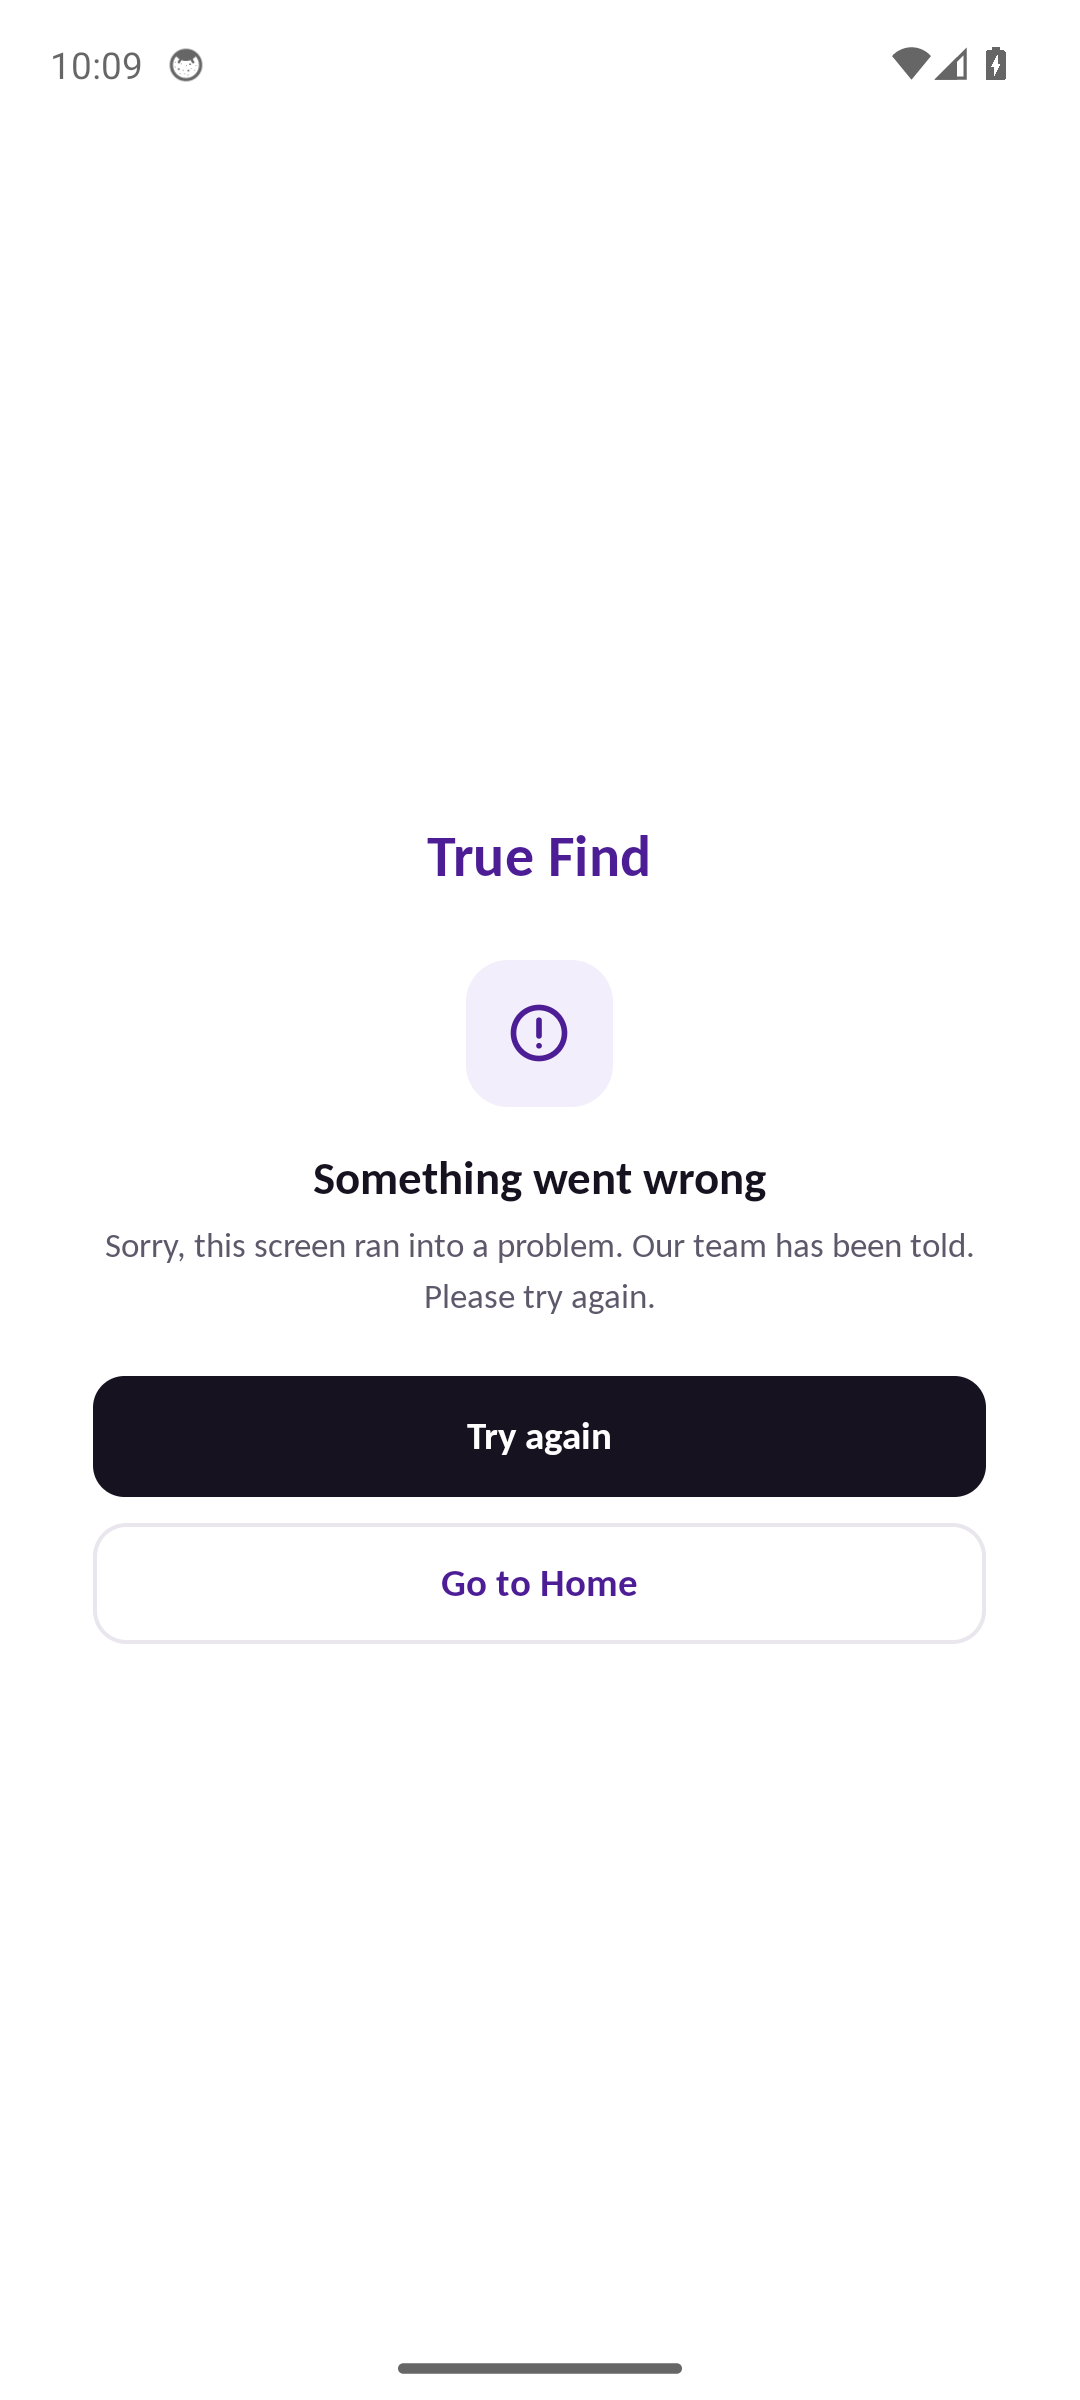 10:09
True Find
Something went wrong
Sorry, this screen ran into a problem. Our team has been told.
Please try again.
Try again
Go to Home